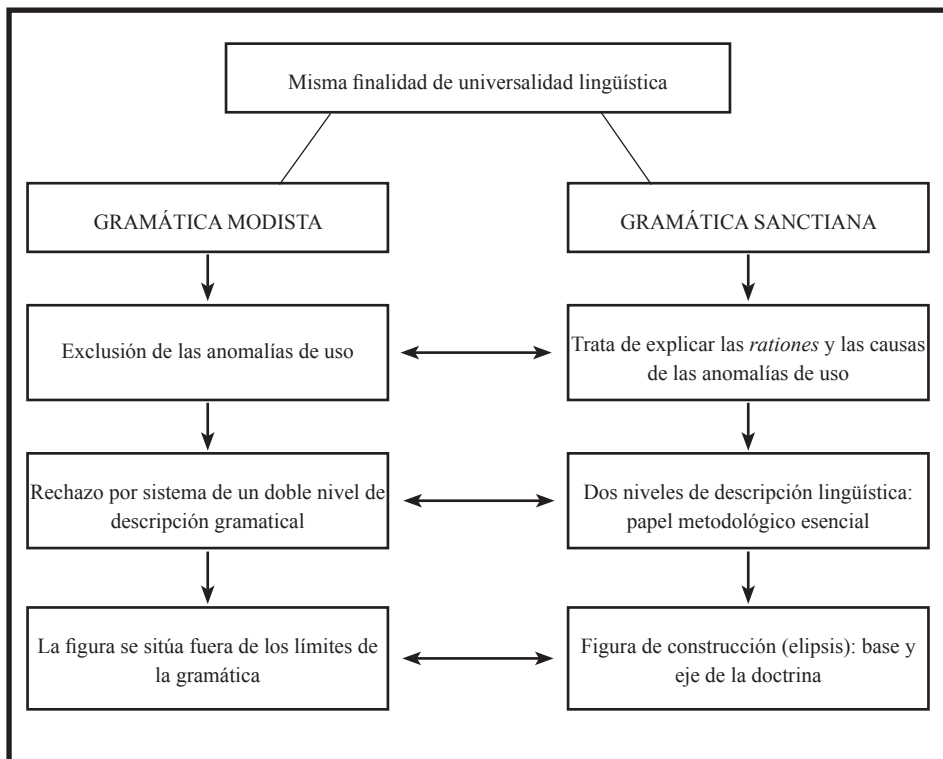 Misma finalidad de universalidad lingüística
GRAMÁTICA MODISTA
GRAMÁTICA SANCTIANA
Exclusión de las anomalías de uso
Trata de explicar las rationes y las causas
de las anomalías de uso
Rechazo por sistema de un doble nivel de
descripción gramatical
Dos niveles de descripción lingüística:
papel metodológico esencial
La figura se sitúa fuera de los límites de
la gramática
Figura de construcción (elipsis): base y
eje de la doctrina